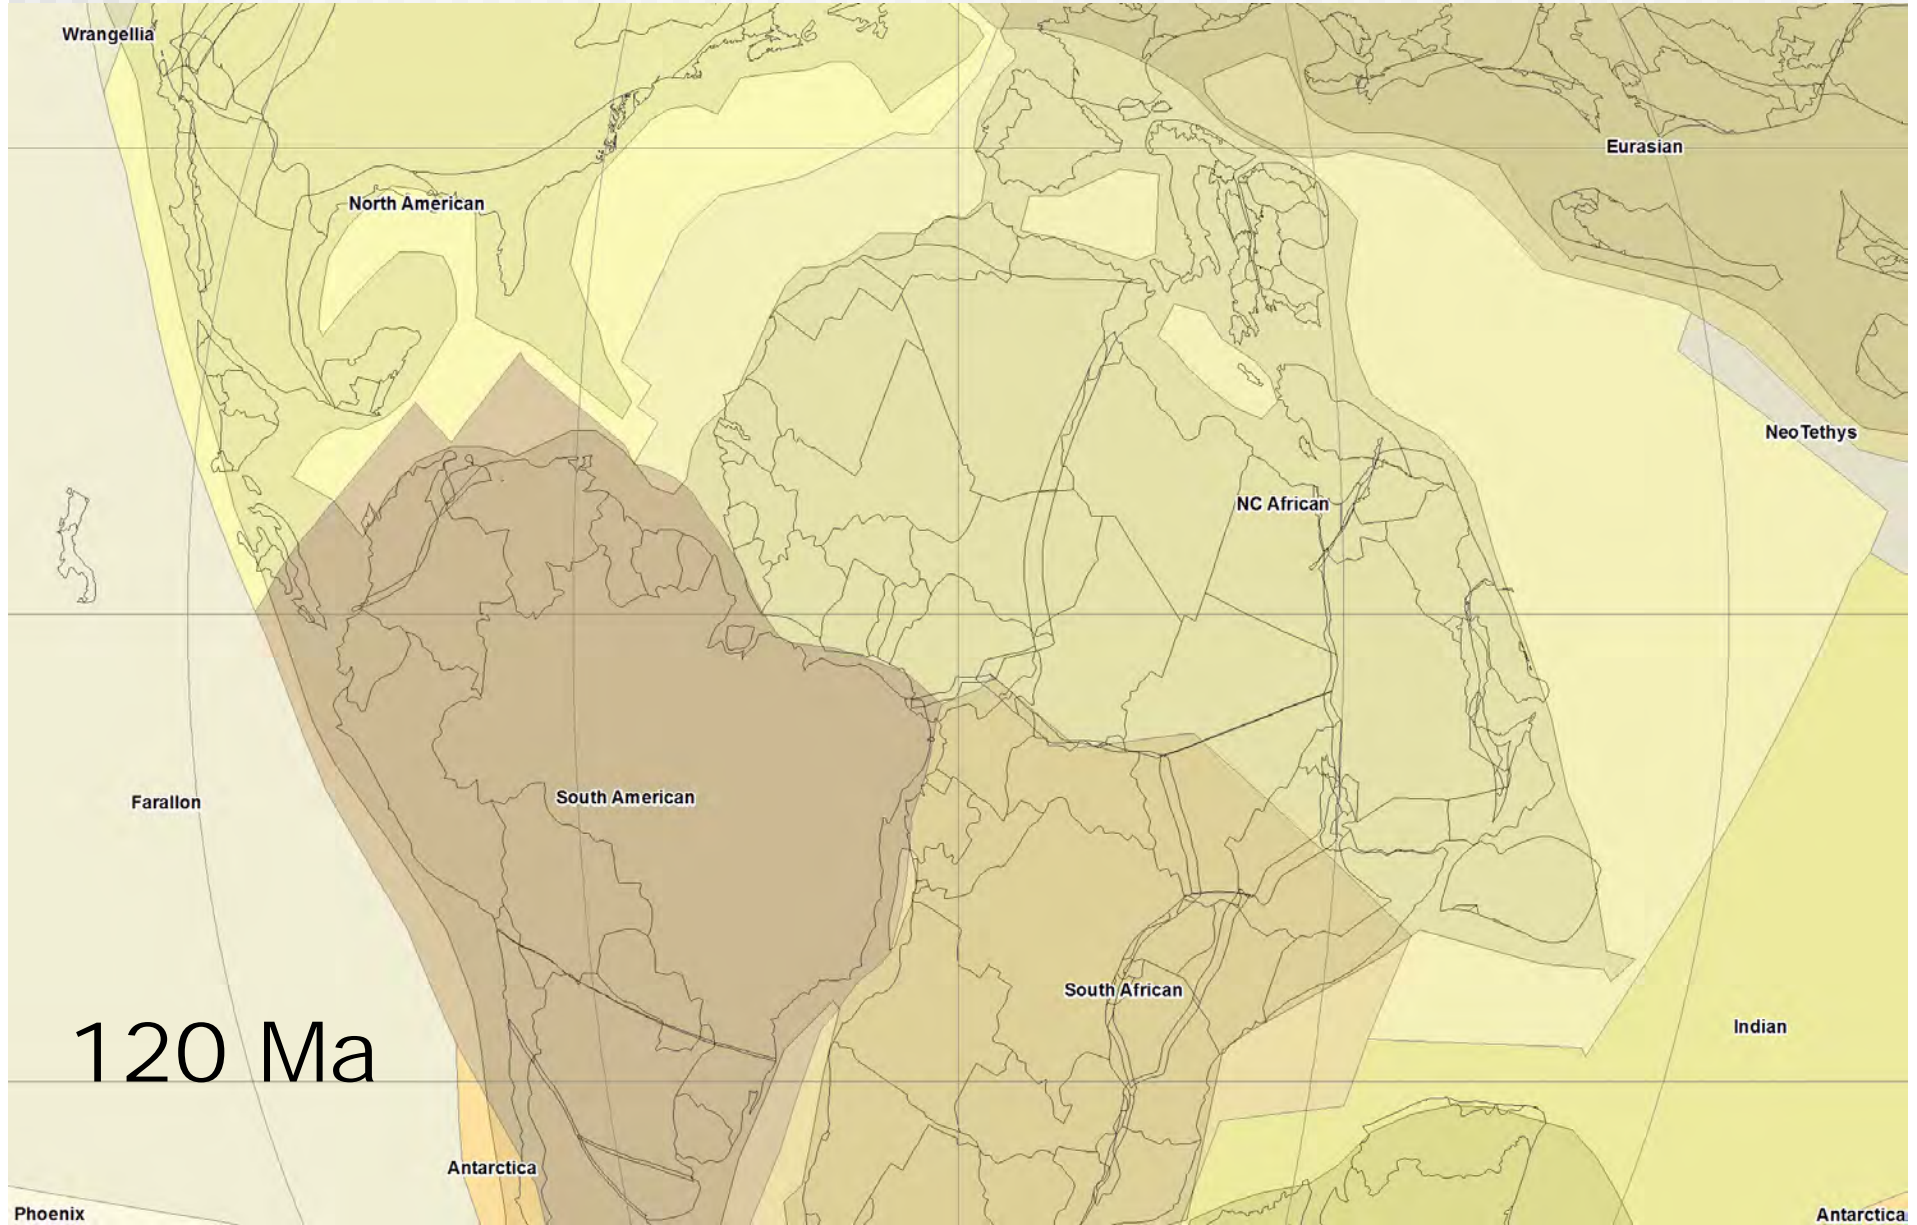 Wrangellia
Eurasian
North American
NeoTethys
NC African
Farallon
South American
South African
Indian
120 Ma
Antarctica
Phoenix
Antarctica